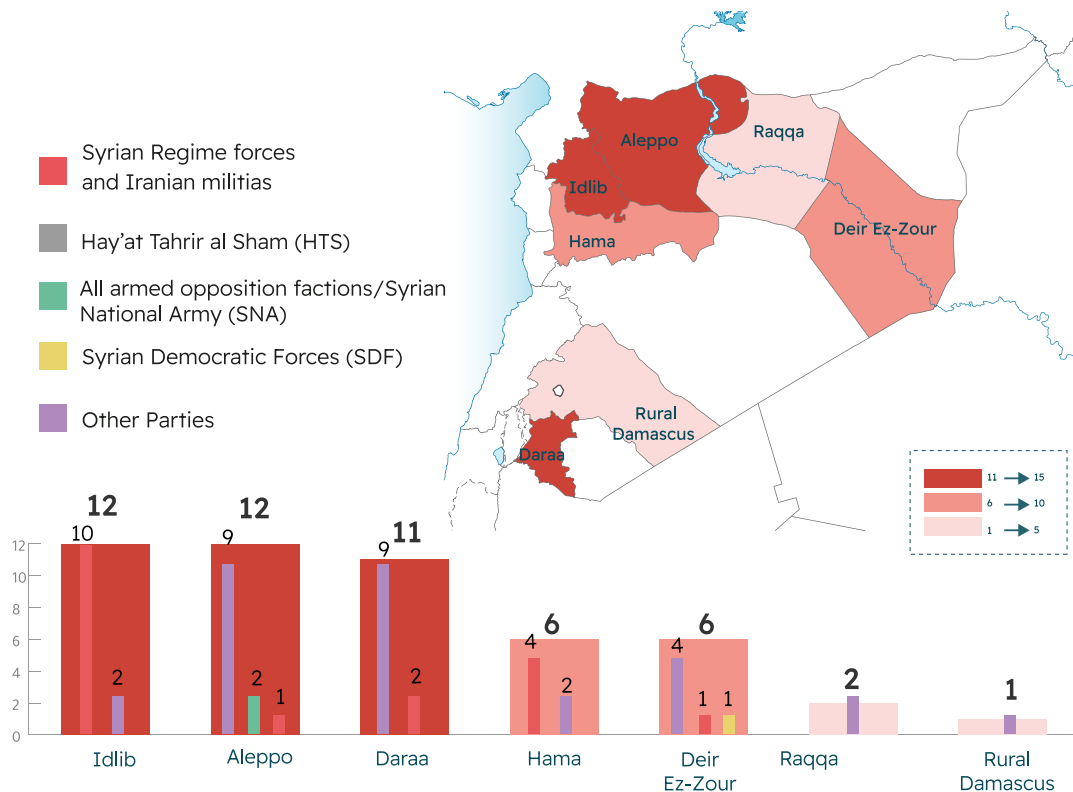 Syrian Regime forces
and Iranian militias
Hay’at Tahrir al Sham (HTS)
All armed opposition factions/Syrian
National Army (SNA)
Syrian Democratic Forces (SDF)
Other Parties
Aleppo
Raqqa
Idlib
Hama
Deir Ez-Zour
Rural
Damascus
Daraa
11 → 15
6 → 10
1 → 5
12 12 11 6 6 2 1
10 2 9 2 1 9 2 4 2 4 1 1
12
10
8
6
4
2
0
Idlib Aleppo Daraa Hama Deir
Ez-Zour Raqqa Rural
Damascus